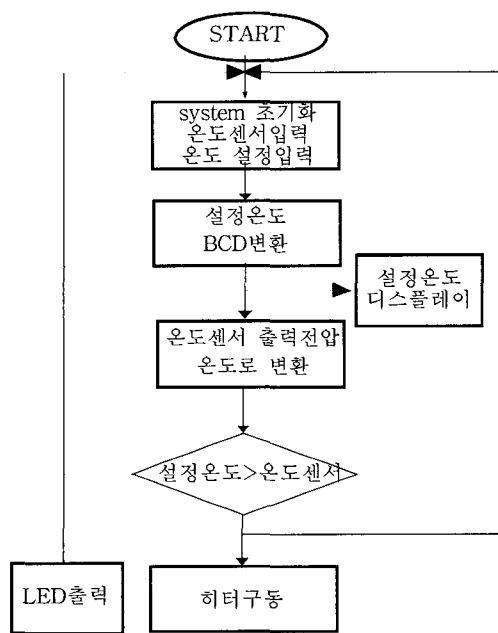 START
system 초기화
온도센서입력
온도 설정입력
설정온도
BCD변환
설정온도
디스플레이
온도센서 출력전압
온도로 변환
설정온도>온도센서
LED출력
히터구동